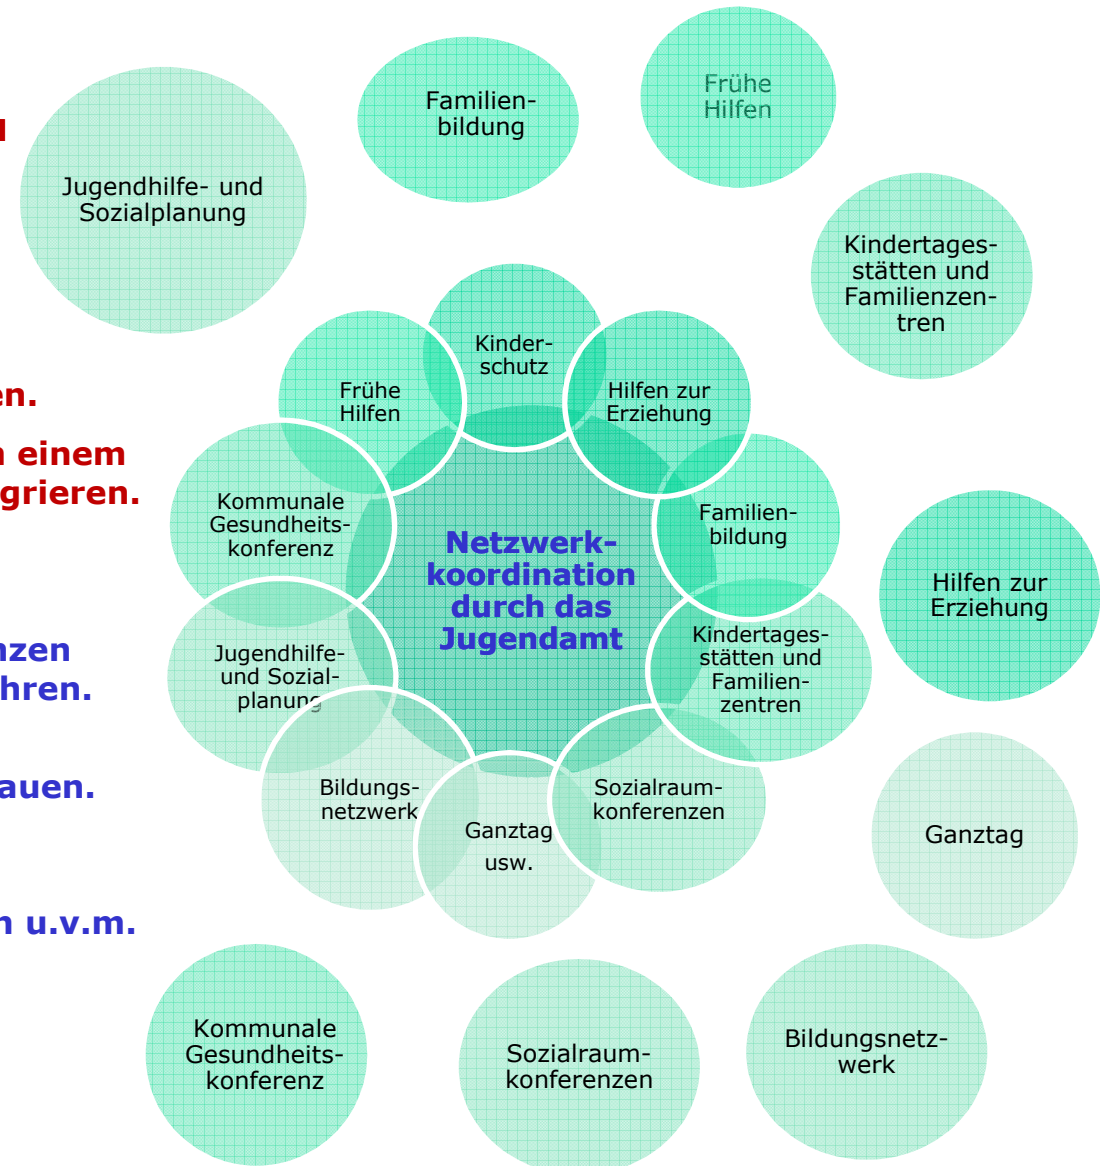 en.
einem
grieren.
nzen
hren.
auen.
u.v.m.
Jugendhilfe- und
Sozialplanung
Familien-
bildung
Frühe
Hilfen
Kindertages-
stätten und
Familienzen-
tren
Hilfen zur
Erziehung
Ganztag
Bildungsnetz-
werk
Sozialraum-
konferenzen
Kommunale
Gesundheits-
konferenz
Kinder-
schutz
Hilfen zur
Erziehung
Familien-
bildung
Kindertages-
stätten und
Familien-
zentren
Sozialraum-
konferenzen
Ganztag
usw.
Bildungs-
netzwerk
Jugendhilfe-
und Sozial-
planung
Kommunale
Gesundheits-
konferenz
Frühe
Hilfen
Netzwerk-
koordination
durch das
Jugendamt